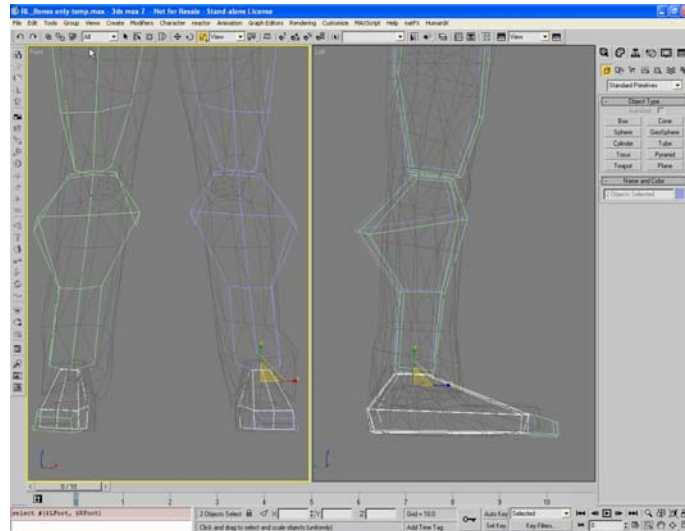 RL_Bones only temp.max - 3ds max 7 - Not for Resale - Stand-alone License
File Edit Tools Group Views Create Modifiers Character reactor Animation Graph Editors Rendering Customize MAXScript Help
All View View
Front Left
Standard Primitives
Object Type
AutoGrid
Box Cone
Sphere GeoSphere
Cylinder Tube
Torus Pyramid
Teapot Plane
Name and Color
2 Objects Selected
0 / 10
0 1 2 3 4 5 6 7 8 9 10
2 Objects Select X Y Grid = 10.0 Auto Key Selected
Click and drag to select and scale objects (uniformly) Add Time Tag Set Key Key Filters...